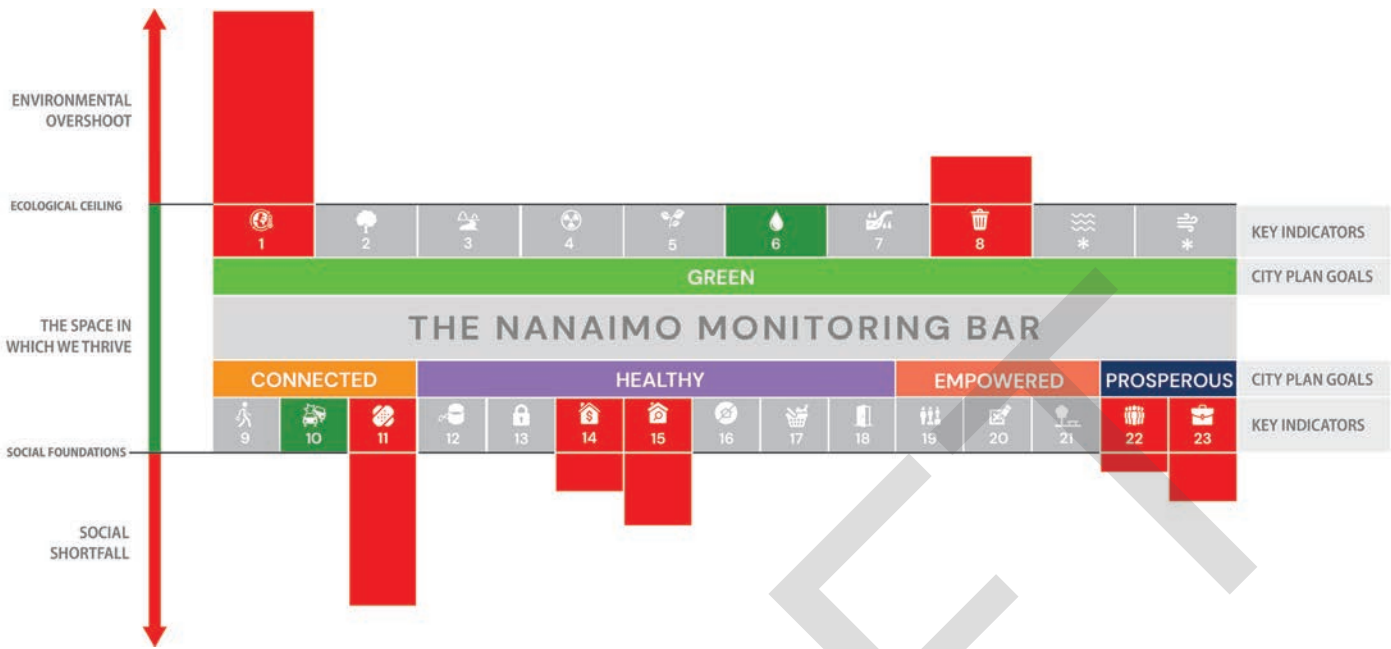 ENVIRONMENTAL
OVERSHOOT
ECOLOGICAL CEILING
1 2 3 4 5 6 7 8 * *
KEY INDICATORS
GREEN
CITY PLAN GOALS
THE SPACE IN
WHICH WE THRIVE
THE NANAIMO MONITORING BAR
CONNECTED HEALTHY EMPOWERED PROSPEROUS
CITY PLAN GOALS
9 10 11 12 13 14 15 16 17 18 19 20 21 22 23
KEY INDICATORS
SOCIAL FOUNDATIONS
SOCIAL
SHORTFALL